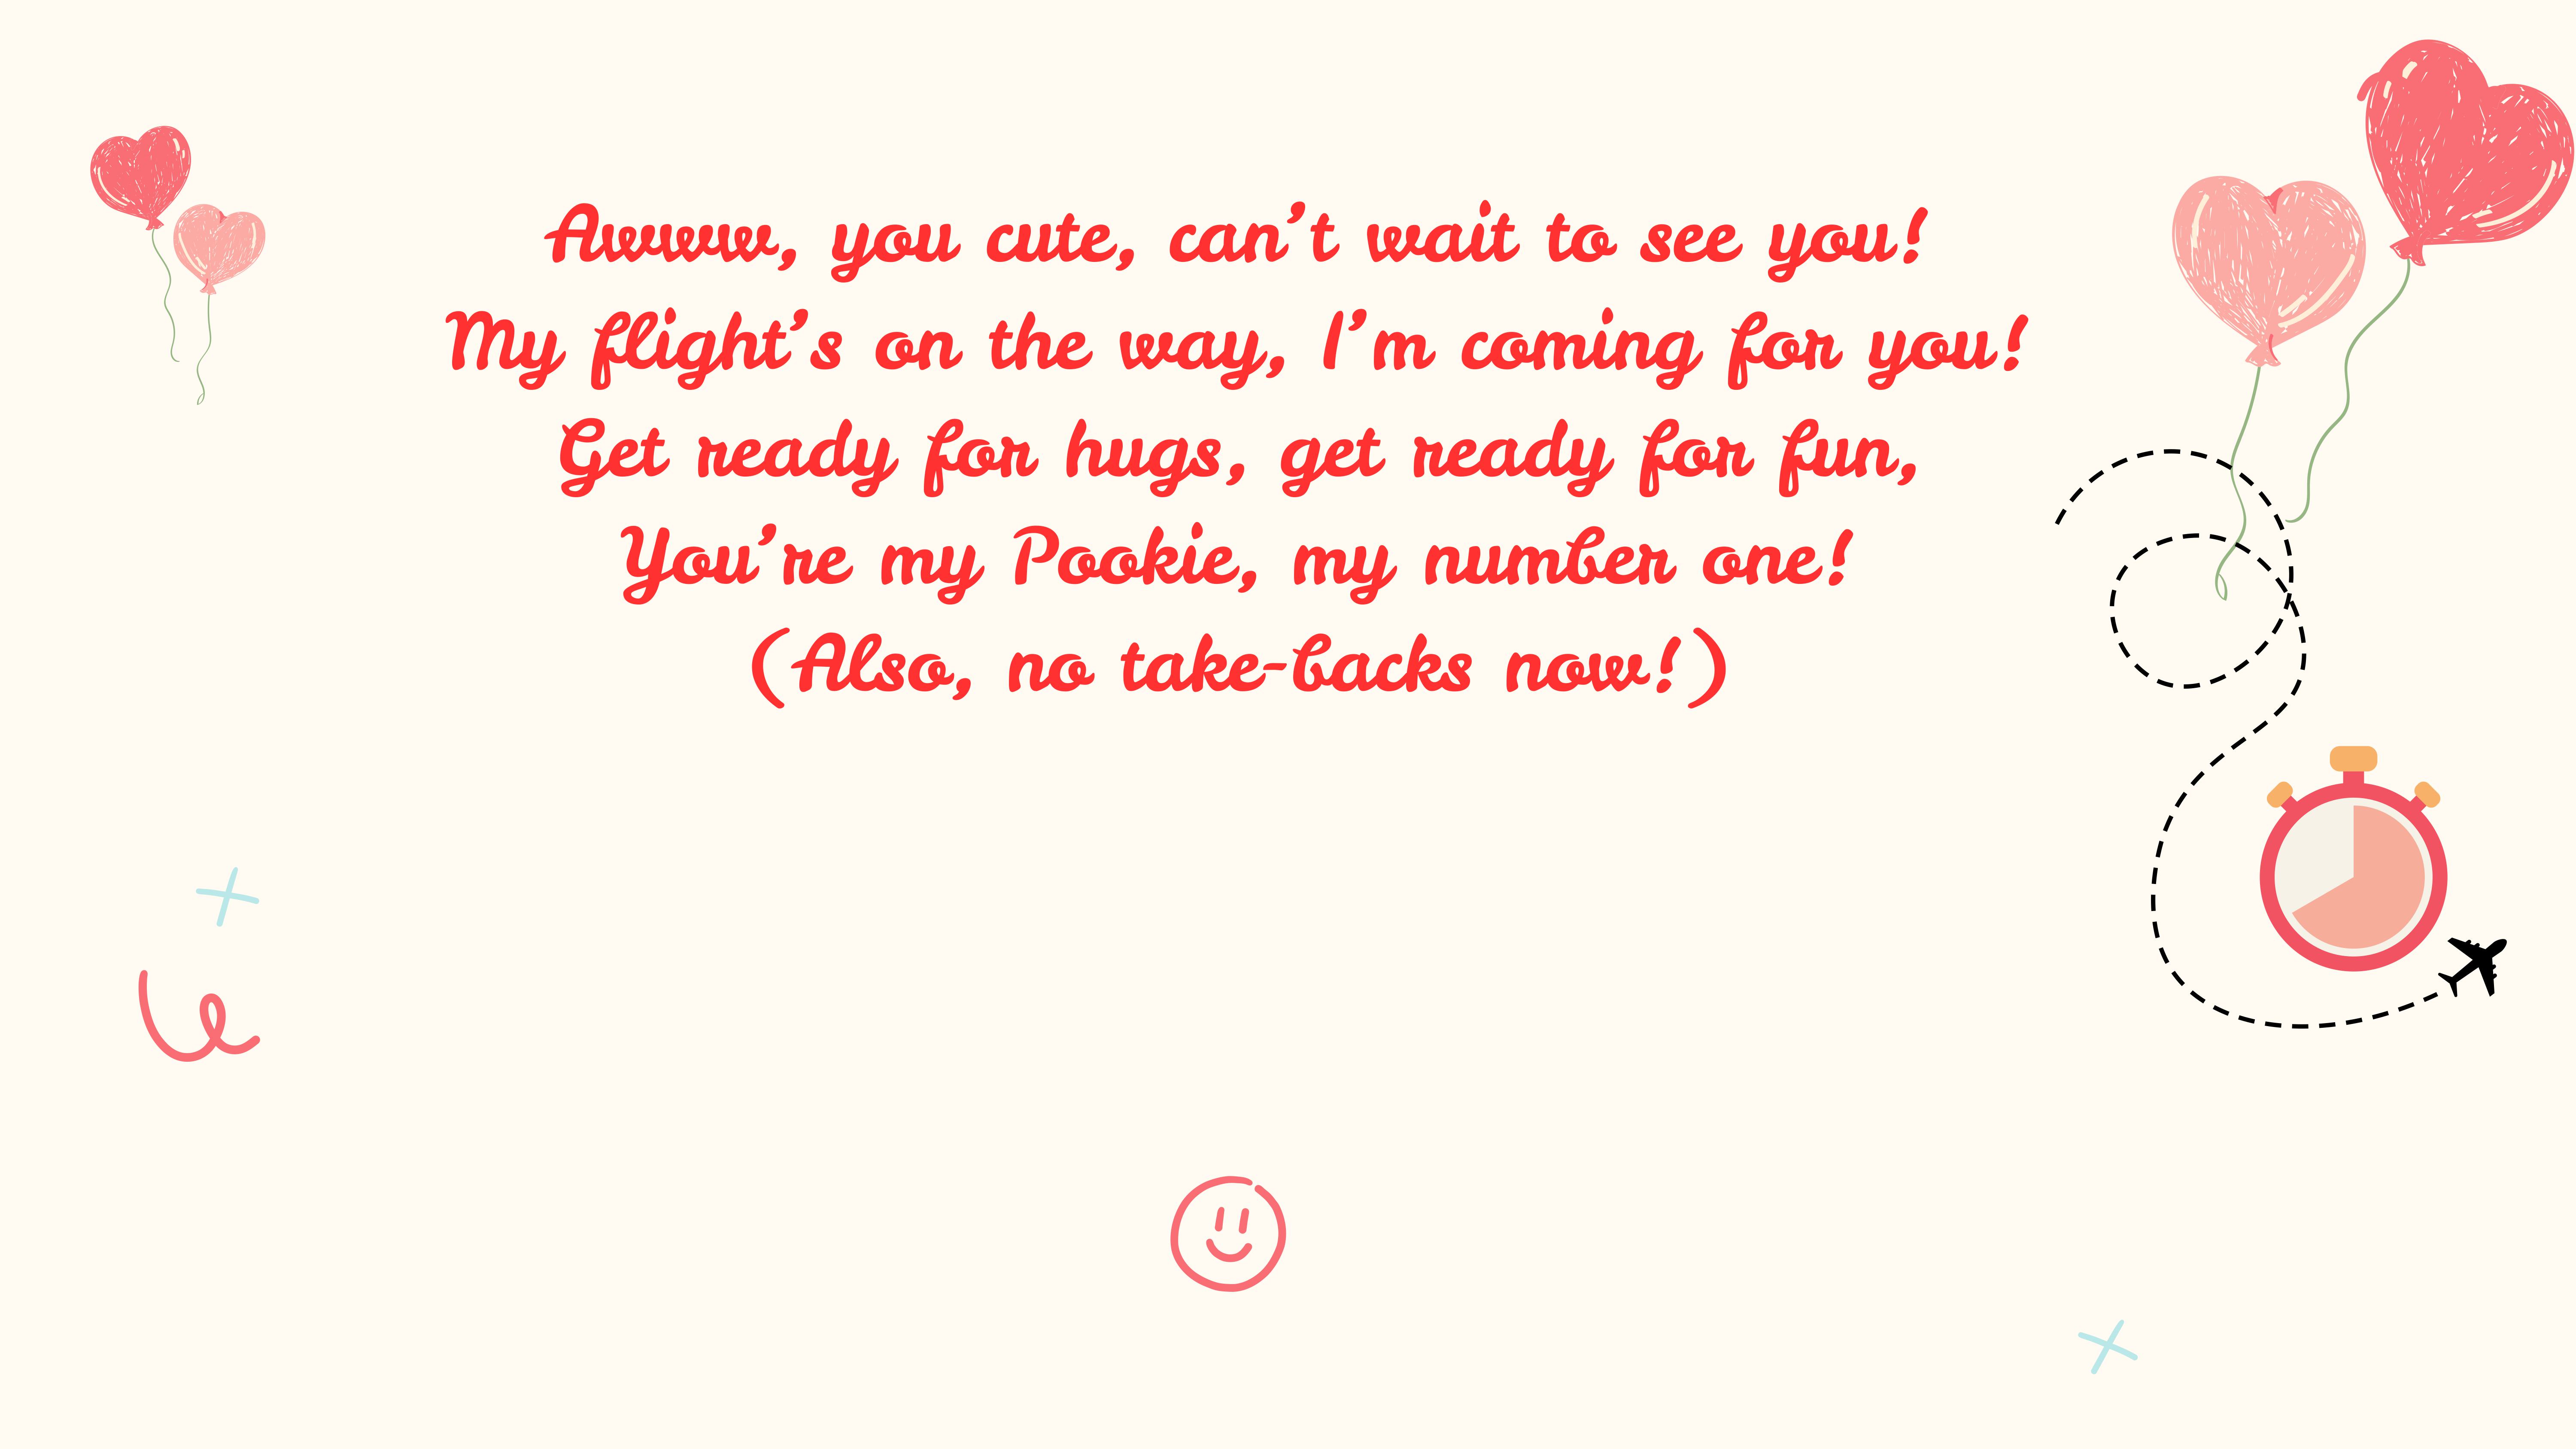 Awww, you cute, can’t wait to see you!
My flight’s on the way, I’m coming for you!
Get ready for hugs, get ready for fun,
You’re my Pookie, my number one!
(Also, no take-backs now!)